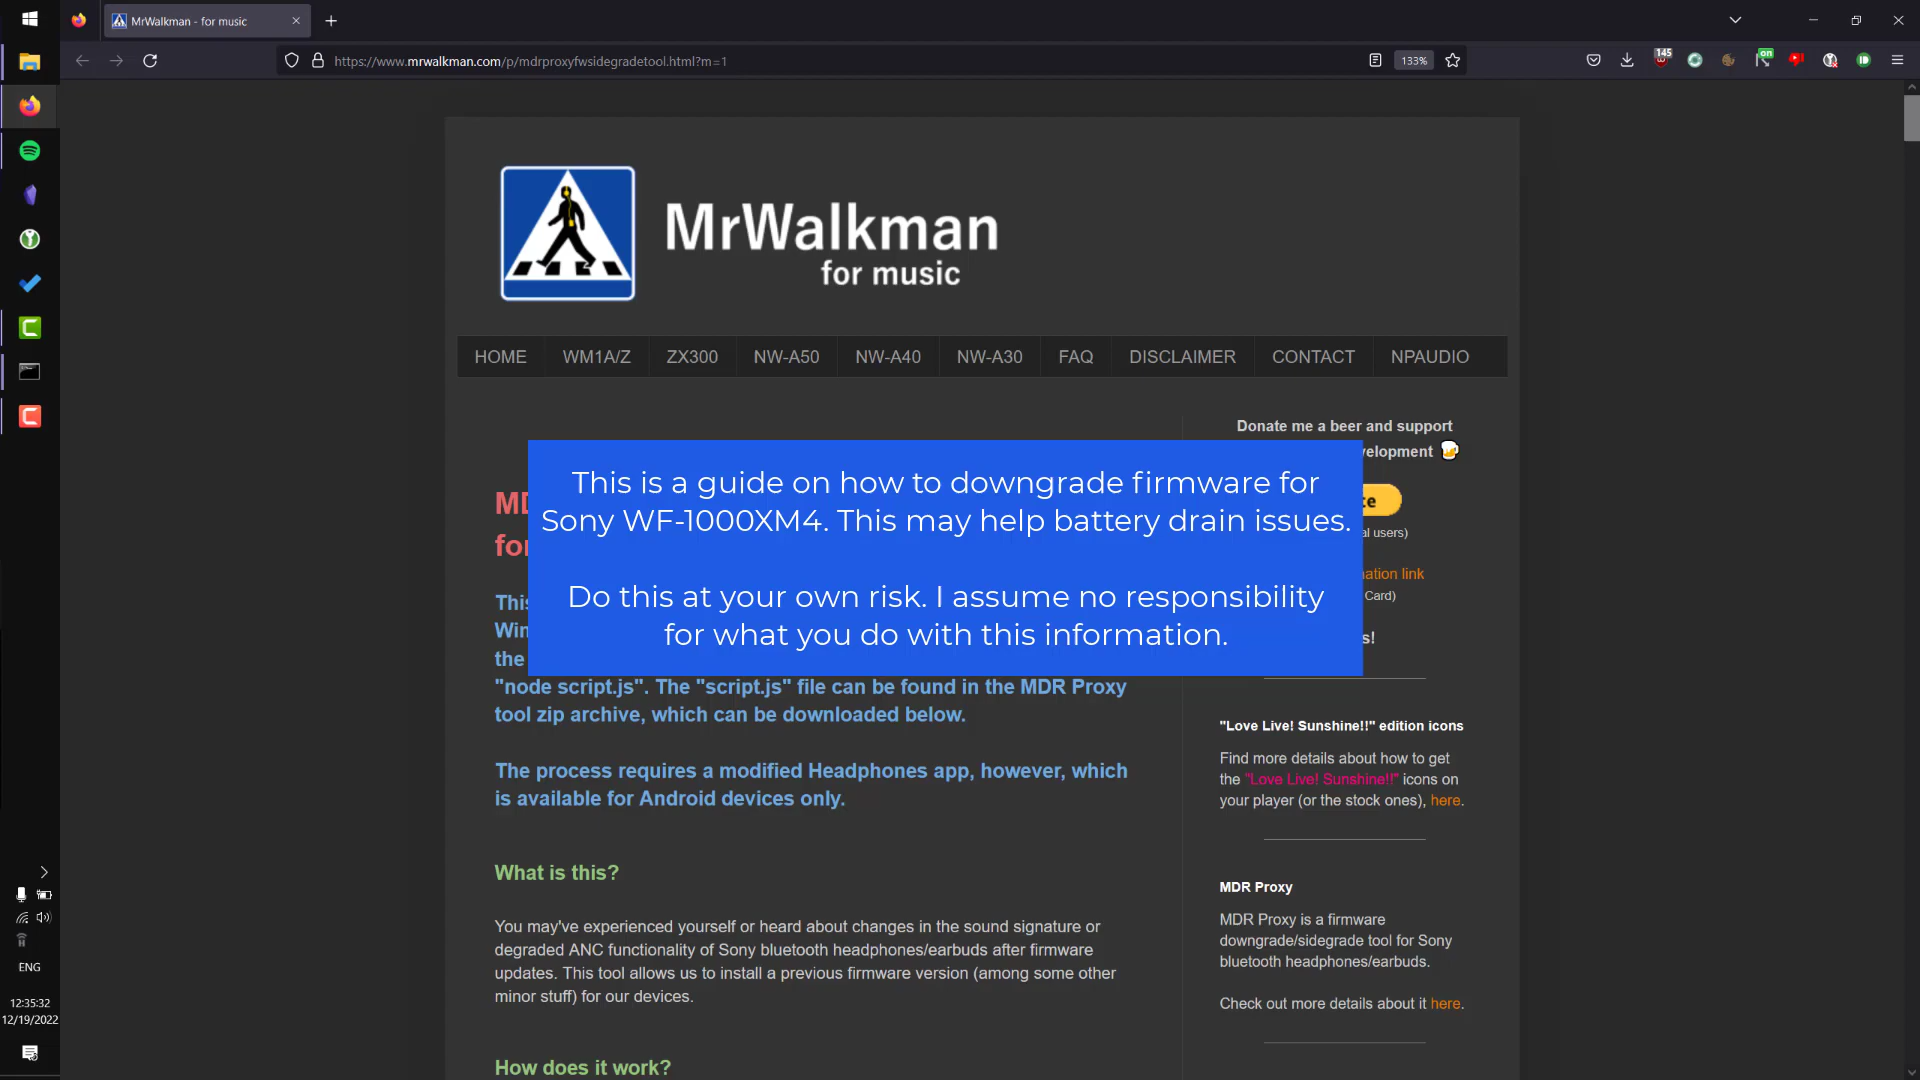 MrWalkman - for music
https://www.mrwalkman.com/p/mdrproxyfwsidegradetool.html?m=1
133%
145
on
MrWalkman
for music
HOME
WM1A/Z
ZX300
NW-A50
NW-A40
NW-A30
FAQ
DISCLAIMER
CONTACT
NPAUDIO
This is a guide on how to downgrade firmware for
Sony WF-1000XM4. This may help battery drain issues.
Do this at your own risk. I assume no responsibility
for what you do with this information.
the
"node script.js". The "script.js" file can be found in the MDR Proxy
tool zip archive, which can be downloaded below.
The process requires a modified Headphones app, however, which
is available for Android devices only.
What is this?
You may've experienced yourself or heard about changes in the sound signature or
degraded ANC functionality of Sony bluetooth headphones/earbuds after firmware
updates. This tool allows us to install a previous firmware version (among some other
minor stuff) for our devices.
How does it work?
Donate me a beer and support
users)
link
Card)
"Love Live! Sunshine!!" edition icons
Find more details about how to get
the "Love Live! Sunshine!!" icons on
your player (or the stock ones), here.
MDR Proxy
MDR Proxy is a firmware
downgrade/sidegrade tool for Sony
bluetooth headphones/earbuds.
Check out more details about it here.
ENG
12:35:32
12/19/2022